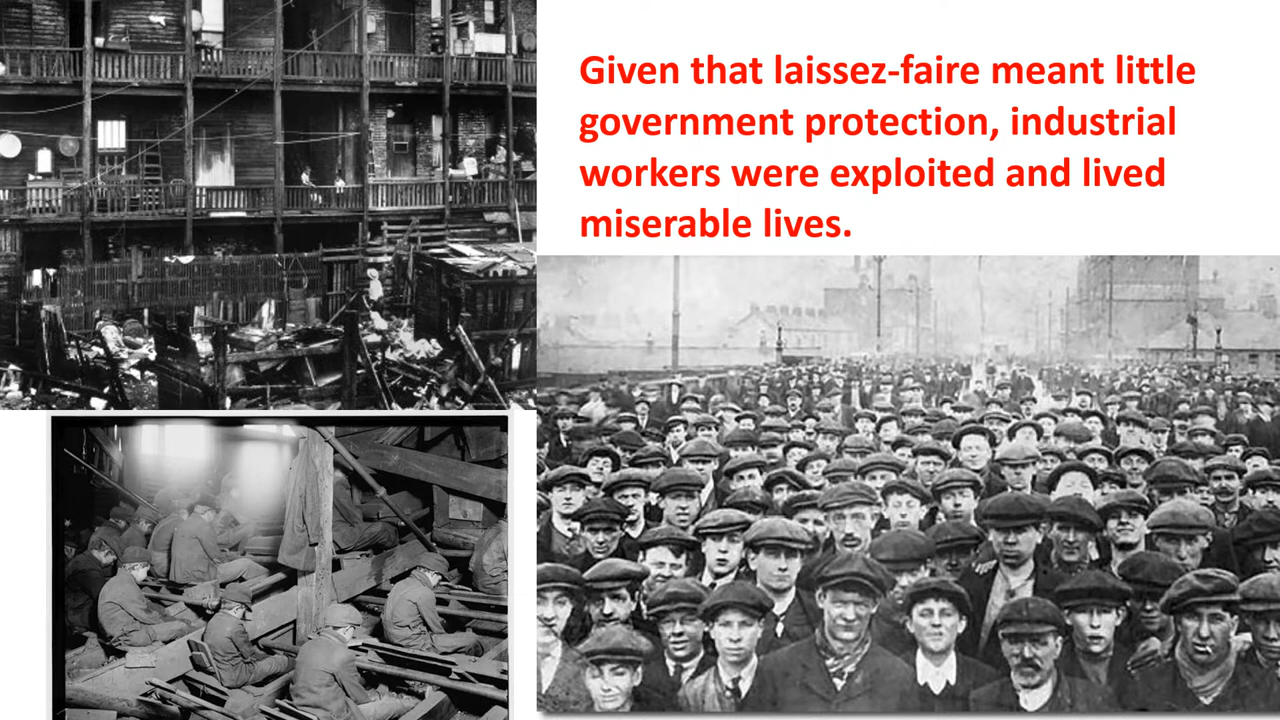 Given that laissez-faire meant little
government protection, industrial
workers were exploited and lived
miserable lives.